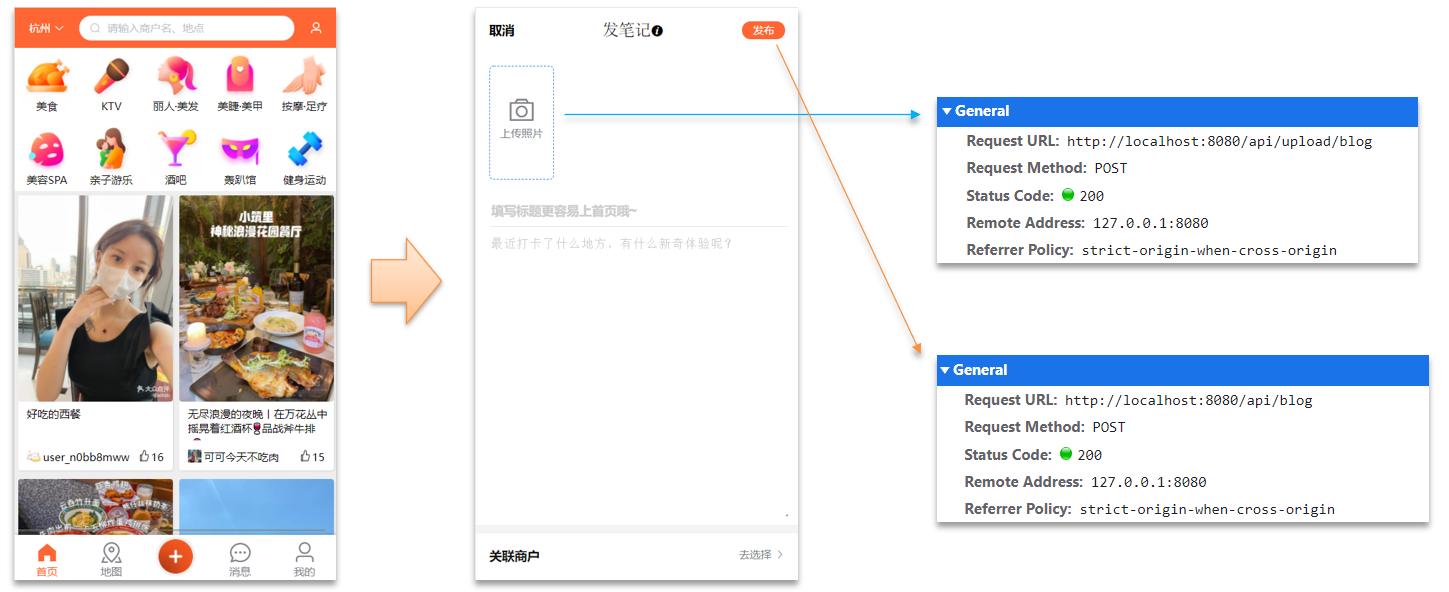 杭州
请输入商户名、地点
美食
KTV
丽人·美发
美睫·美甲
按摩·足疗
美容SPA
亲子游乐
酒吧
轰趴馆
健身运动
小筑里
神秘浪漫花园餐厅
大众点评
好吃的西餐
user_n0bb8mww
16
无尽浪漫的夜晚丨在万花丛中
摇晃着红酒杯🍷品战斧牛排
可可今天不吃肉
15
首页
地图
消息
我的
取消
发笔记
发布
上传照片
填写标题更容易上首页哦~
最近打卡了什么地方，有什么新奇体验呢？
关联商户
去选择
General
Request URL: http://localhost:8080/api/upload/blog
Request Method: POST
Status Code: 200
Remote Address: 127.0.0.1:8080
Referrer Policy: strict-origin-when-cross-origin
General
Request URL: http://localhost:8080/api/blog
Request Method: POST
Status Code: 200
Remote Address: 127.0.0.1:8080
Referrer Policy: strict-origin-when-cross-origin